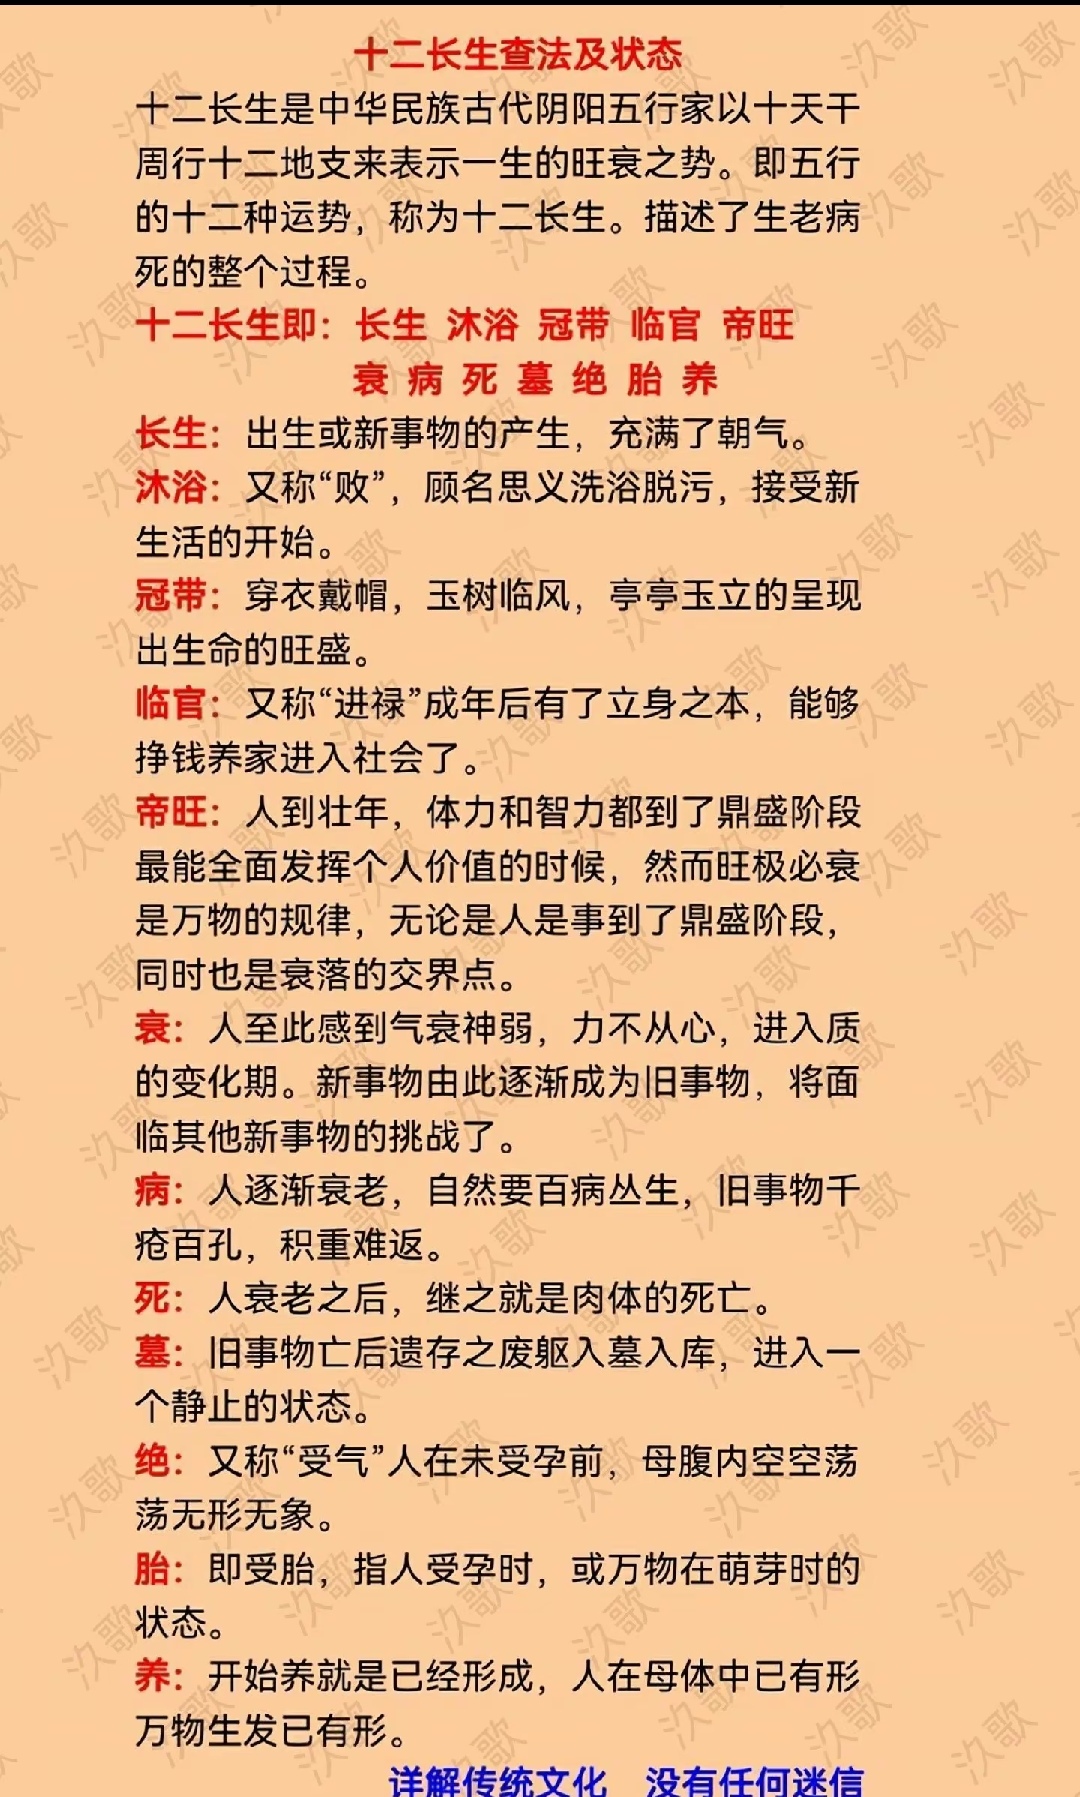 十二长生查法及状态
十二长生是中华民族古代阴阳五行家以十天干
周行十二地支来表示一生的旺衰之势。即五行
的十二种运势，称为十二长生。描述了生老病
死的整个过程。
十二长生即：长生 沐浴 冠带 临官 帝旺
衰 病 死 墓 绝 胎 养
长生：出生或新事物的产生，充满了朝气。
沐浴：又称“败”，顾名思义洗浴脱污，接受新
生活的开始。
冠带：穿衣戴帽，玉树临风，亭亭玉立的呈现
出生命的旺盛。
临官：又称“进禄”成年后有了立身之本，能够
挣钱养家进入社会了。
帝旺：人到壮年，体力和智力都到了鼎盛阶段
最能全面发挥个人价值的时候，然而旺极必衰
是万物的规律，无论是人是事到了鼎盛阶段，
同时也是衰落的交界点。
衰：人至此感到气衰神弱，力不从心，进入质
的变化期。新事物由此逐渐成为旧事物，将面
临其他新事物的挑战了。
病：人逐渐衰老，自然要百病丛生，旧事物千
疮百孔，积重难返。
死：人衰老之后，继之就是肉体的死亡。
墓：旧事物亡后遗存之废躯入墓入库，进入一
个静止的状态。
绝：又称“受气”人在未受孕前，母腹内空空荡
荡无形无象。
胎：即受胎，指人受孕时，或万物在萌芽时的
状态。
养：开始养就是已经形成，人在母体中已有形
万物生发已有形。
详解传统文化 没有任何迷信